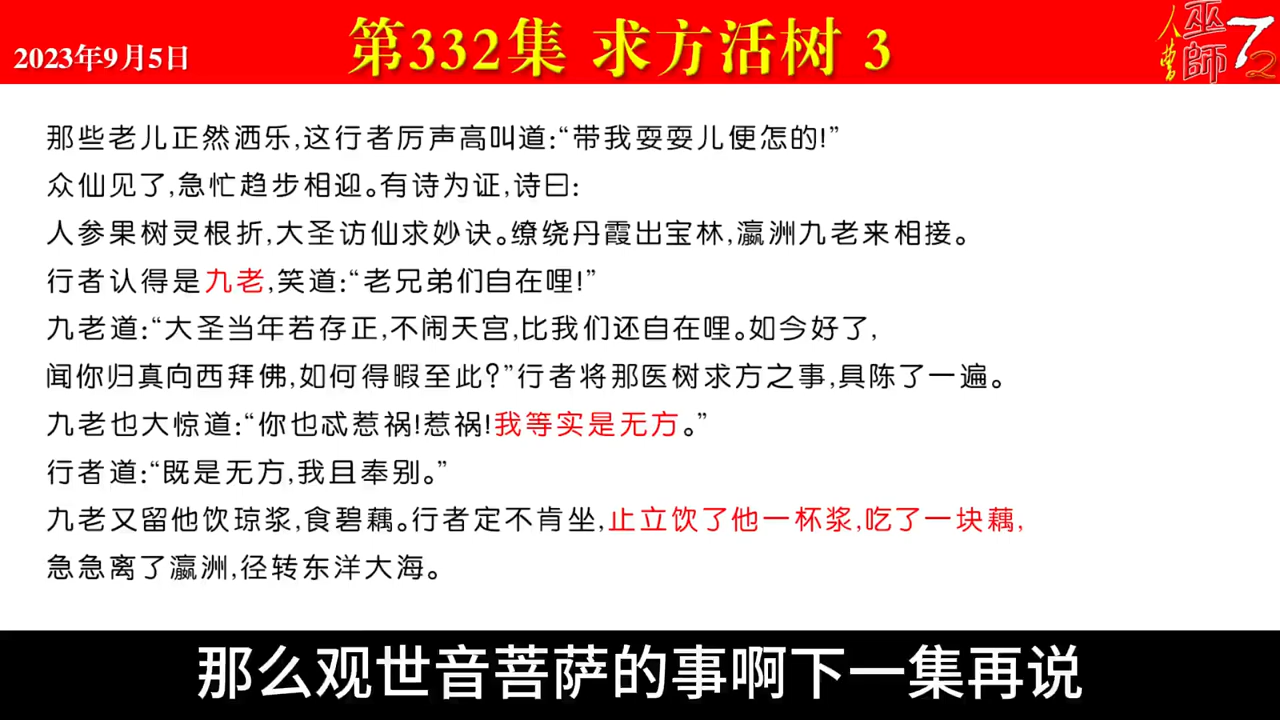 2023年9月5日
第332集 求方活树 3
人曹
巫師
72
那些老儿正然洒乐,这行者厉声高叫道:“带我耍耍儿便怎的!”
众仙见了,急忙趋步相迎。有诗为证,诗曰:
人参果树灵根折,大圣访仙求妙诀。缭绕丹霞出宝林,瀛洲九老来相接。
行者认得是九老,笑道:“老兄弟们自在哩!”
九老道:“大圣当年若存正,不闹天宫,比我们还自在哩。如今好了,
闻你归真向西拜佛,如何得暇至此?”行者将那医树求方之事,具陈了一遍。
九老也大惊道:“你也忒惹祸!惹祸!我等实是无方。”
行者道:“既是无方,我且奉别。”
九老又留他饮琼浆,食碧藕。行者定不肯坐,止立饮了他一杯浆,吃了一块藕,
急急离了瀛洲,径转东洋大海。
那么观世音菩萨的事啊下一集再说